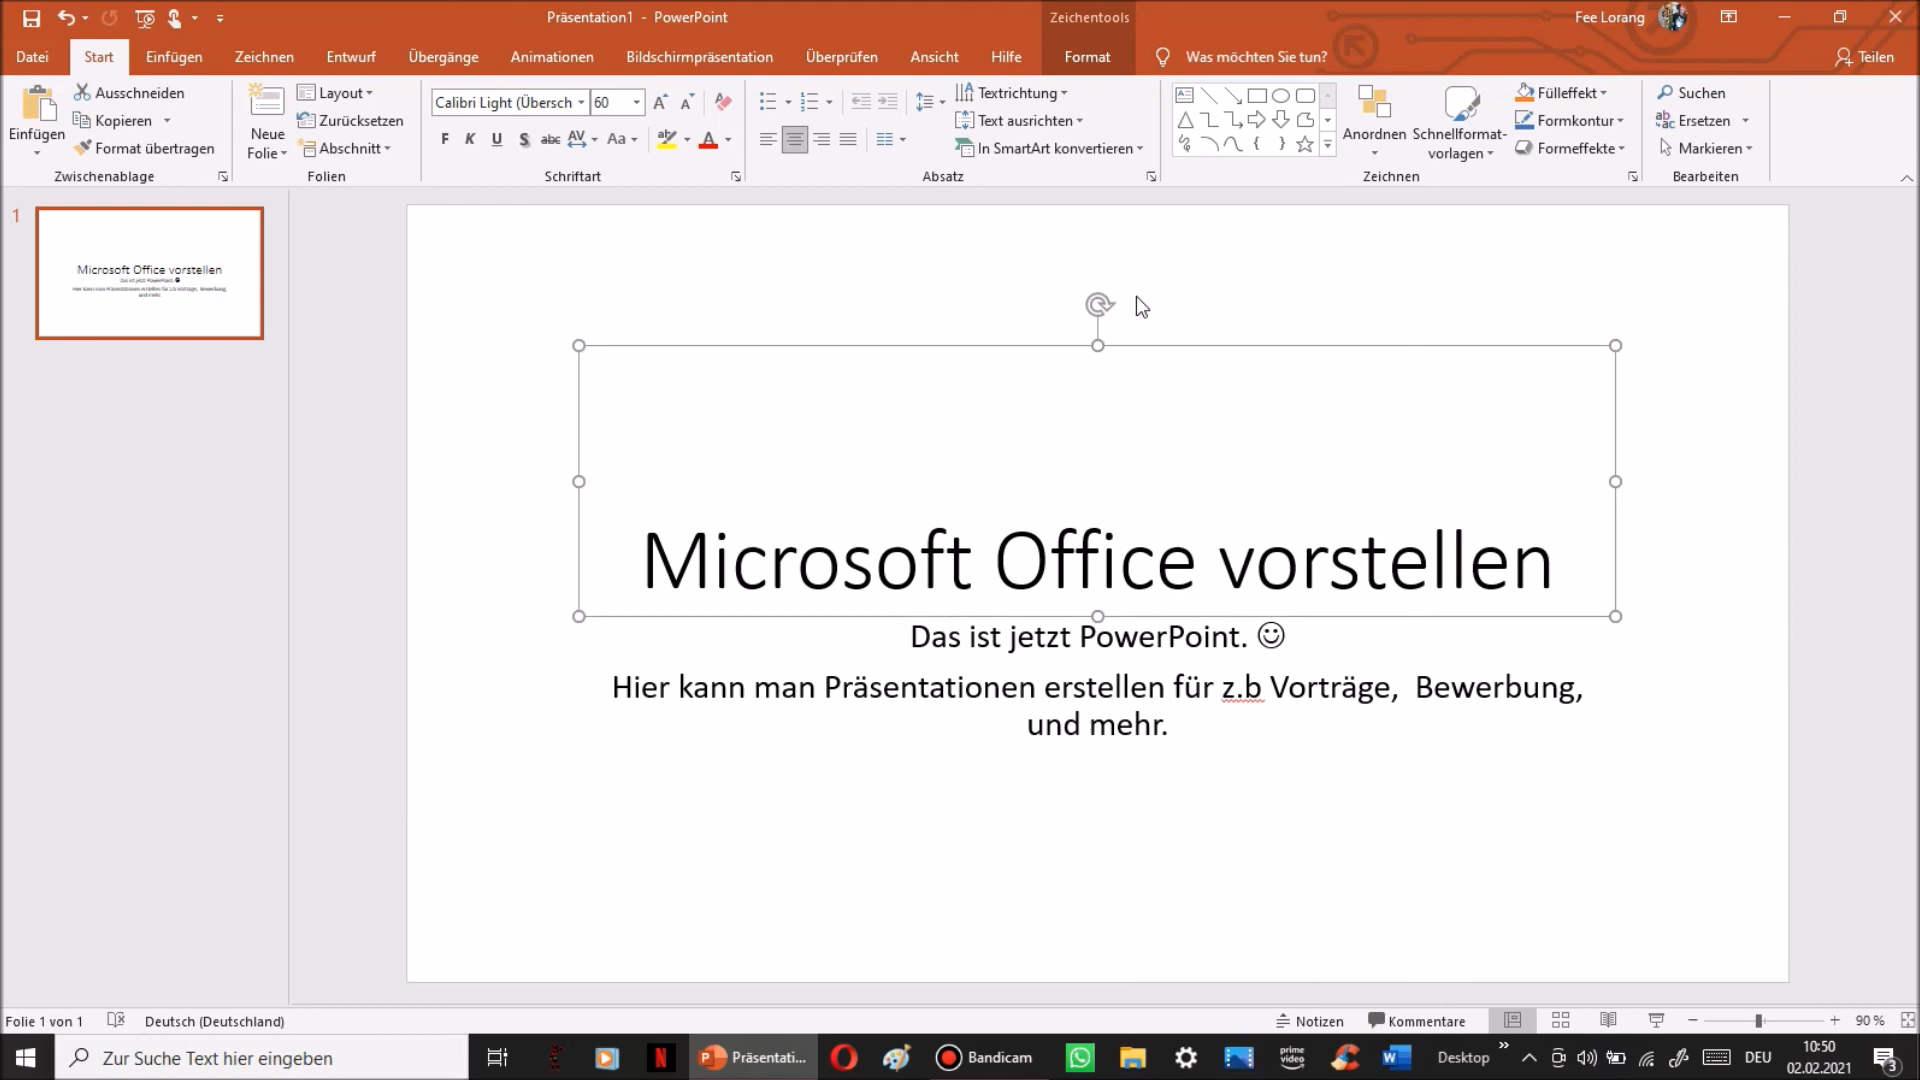 Präsentation1 - PowerPoint
Zeichentools
Fee Lorang
Datei Start Einfügen Zeichnen Entwurf Übergänge Animationen Bildschirmpräsentation Überprüfen Ansicht Hilfe Format Was möchten Sie tun? Teilen
Einfügen
Ausschneiden
Kopieren
Format übertragen
Zwischenablage
Neue
Folie
Layout
Zurücksetzen
Abschnitt
Folien
Calibri Light (Übersch 60
F K U S abc AV Aa A
Schriftart
Textrichtung
Text ausrichten
In SmartArt konvertieren
Absatz
Anordnen
Schnellformat-
vorlagen
Fülleffekt
Formkontur
Formeffekte
Zeichnen
Suchen
Ersetzen
Markieren
Bearbeiten
1
Microsoft Office vorstellen
Das ist jetzt PowerPoint. ☺
Hier kann man Präsentationen erstellen für z.b Vorträge, Bewerbung,
und mehr.
Microsoft Office vorstellen
Das ist jetzt PowerPoint. ☺
Hier kann man Präsentationen erstellen für z.b Vorträge,  Bewerbung,
und mehr.
Folie 1 von 1 Deutsch (Deutschland) Notizen Kommentare 90 %
Zur Suche Text hier eingeben Präsentati... Bandicam prime video Desktop DEU
10:50
02.02.2021
3